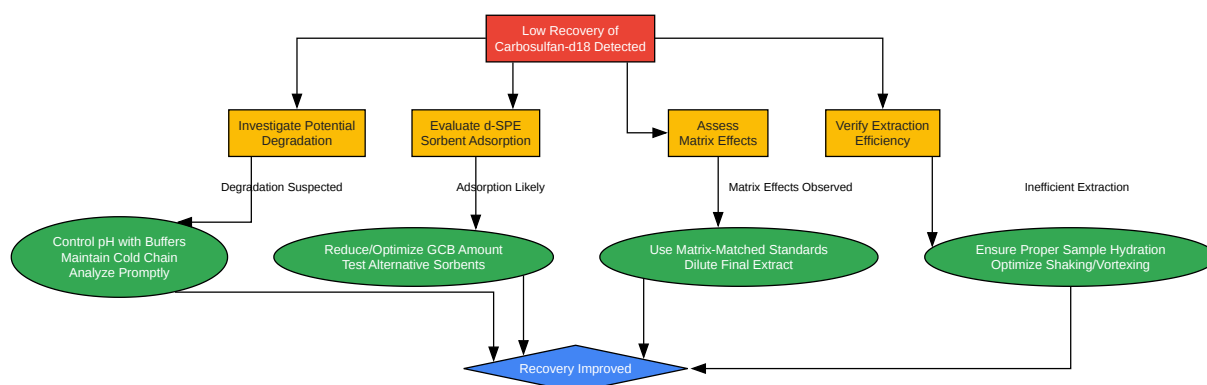 Low Recovery of
Carbosulfan-d18 Detected
Investigate Potential
Degradation
Evaluate d-SPE
Sorbent Adsorption
Assess
Matrix Effects
Verify Extraction
Efficiency
Degradation Suspected
Adsorption Likely
Matrix Effects Observed
Inefficient Extraction
Control pH with Buffers
Maintain Cold Chain
Analyze Promptly
Reduce/Optimize GCB Amount
Test Alternative Sorbents
Use Matrix-Matched Standards
Dilute Final Extract
Ensure Proper Sample Hydration
Optimize Shaking/Vortexing
Recovery Improved